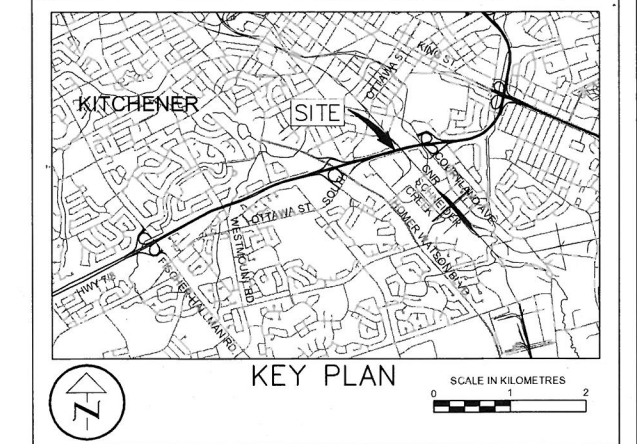 KITCHENER
KING ST
OTTAWA ST
SITE
COURTLAND AVE
CNR
SCHNEIDER
CREEK
SOUTH
OTTAWA ST.
HOMER WATSON BLVD.
WESTMOUNT RD
FISCHER HALLMAN RD.
HWY 7/8
KEY PLAN
N
SCALE IN KILOMETRES
0 1 2